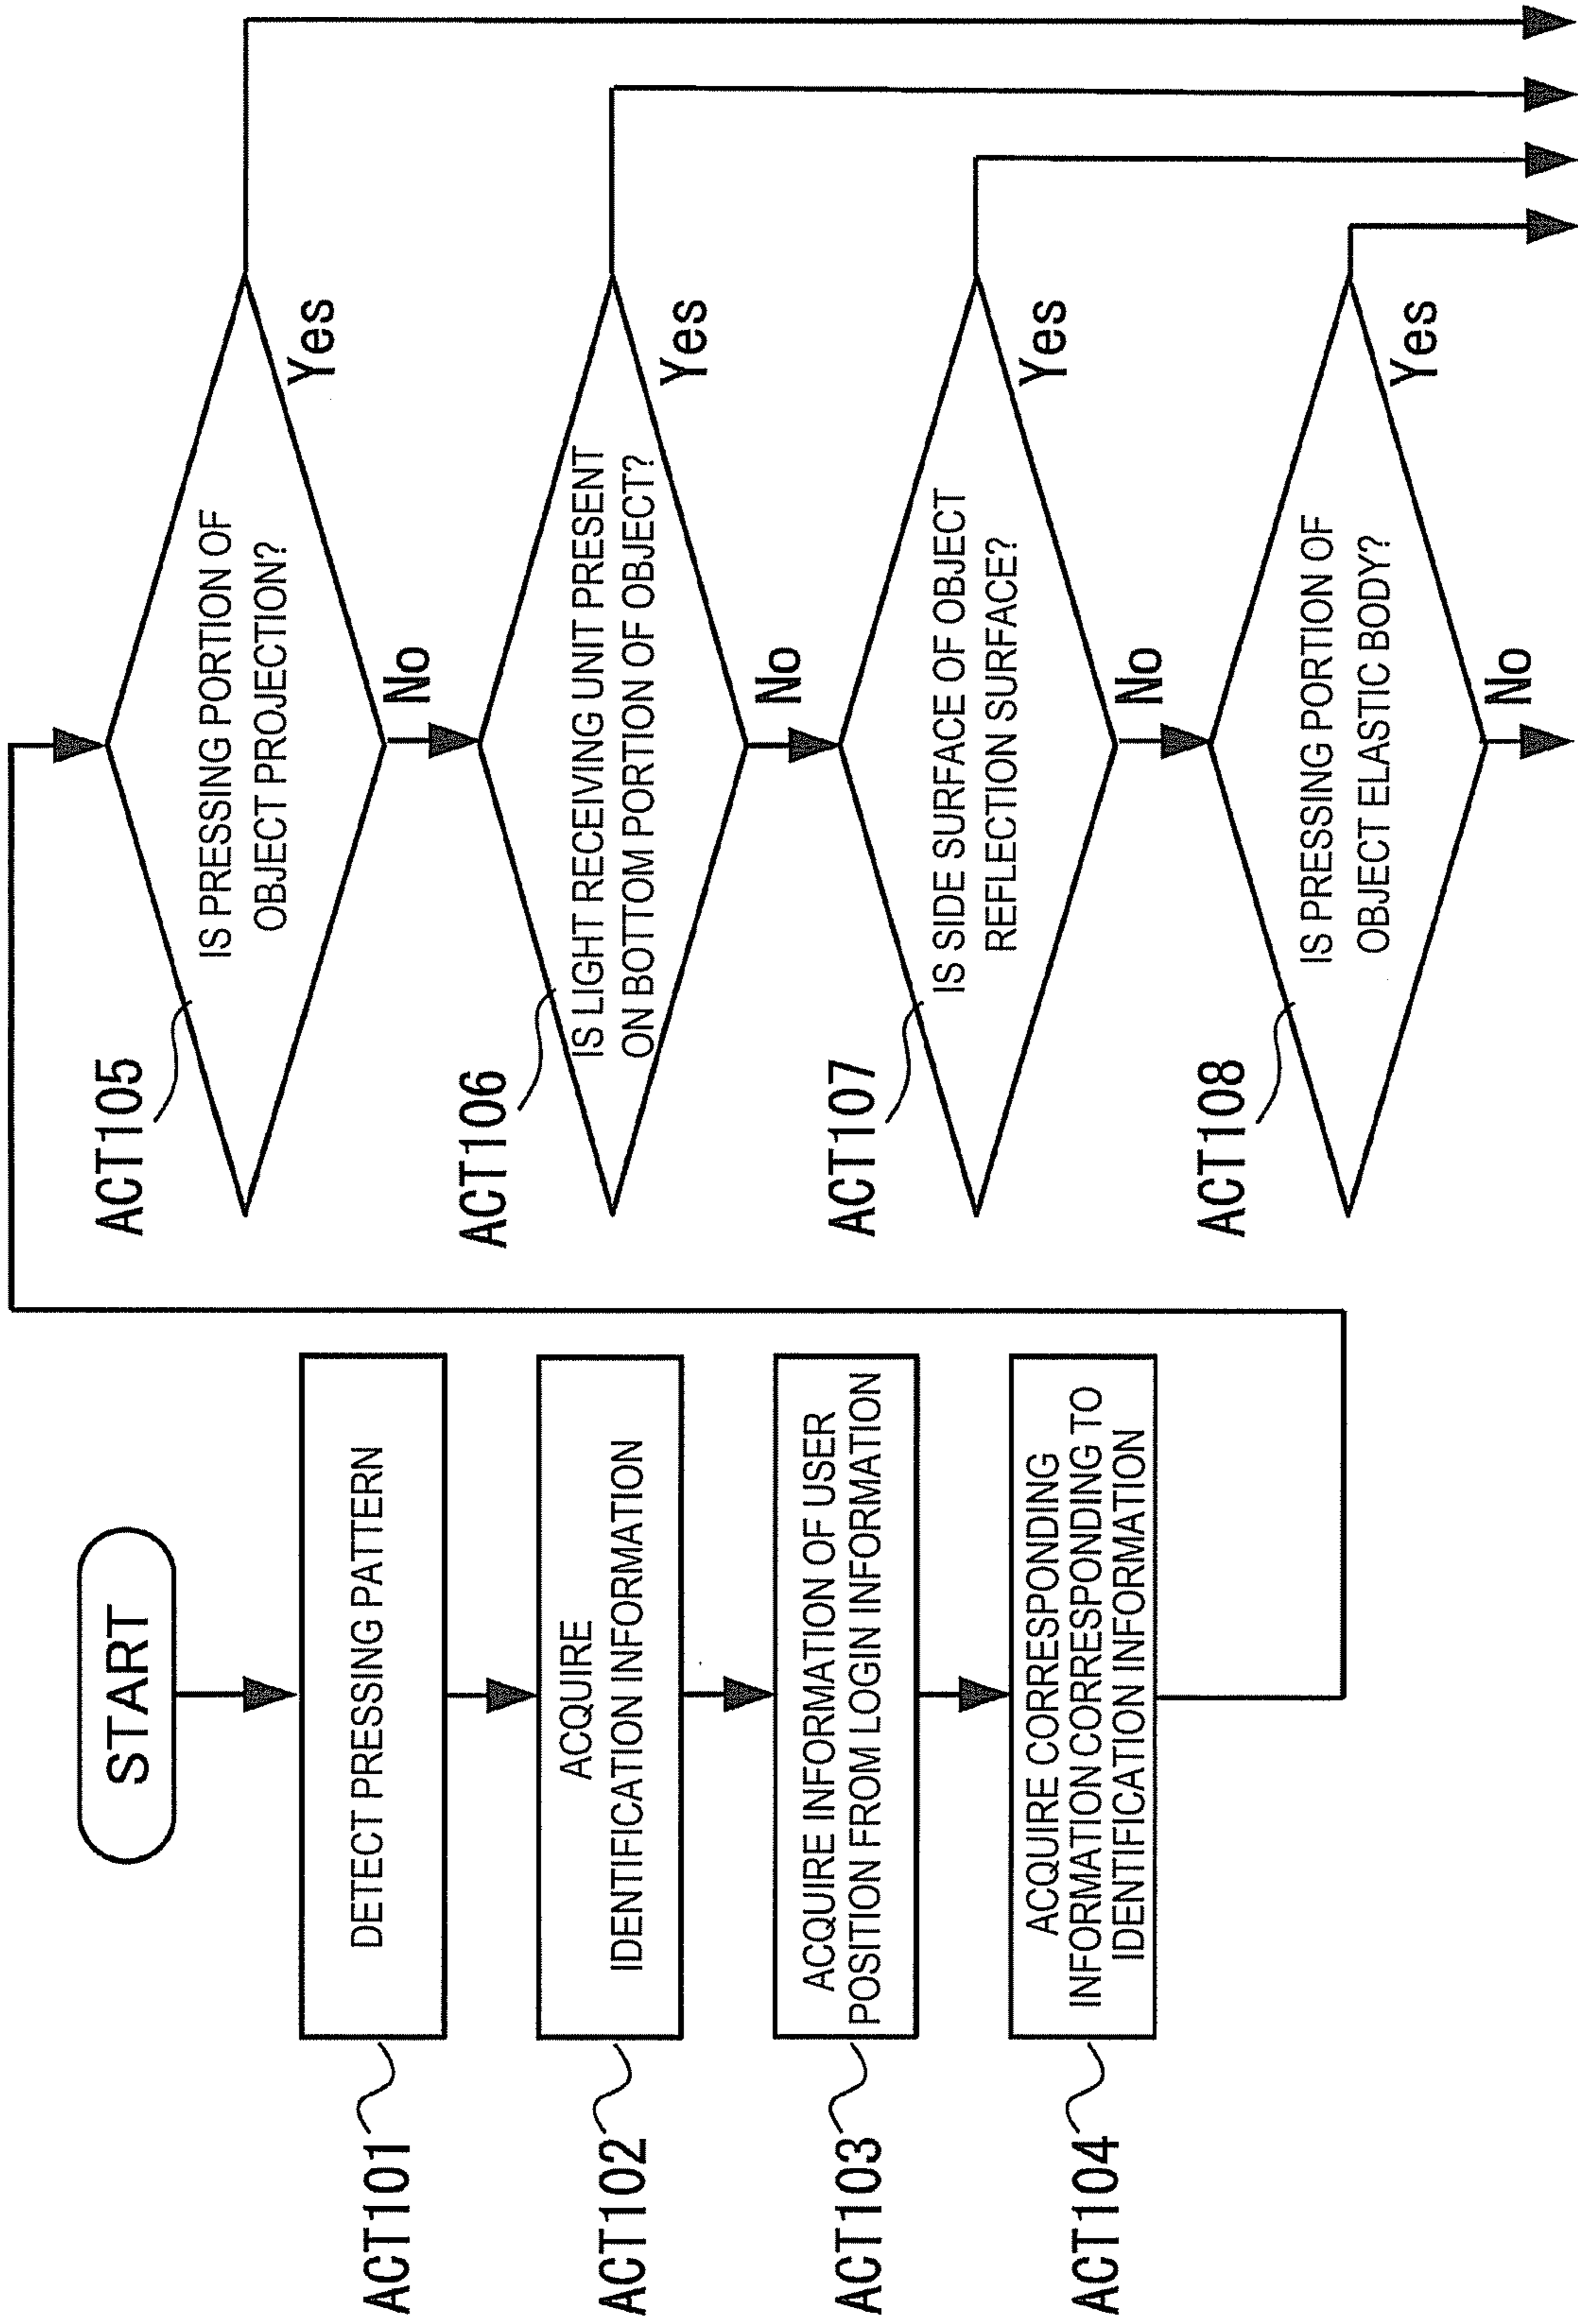 START
ACT101
DETECT PRESSING PATTERN
ACT102
ACQUIRE
IDENTIFICATION INFORMATION
ACT103
ACQUIRE INFORMATION OF USER
POSITION FROM LOGIN INFORMATION
ACT104
ACQUIRE CORRESPONDING
INFORMATION CORRESPONDING TO
IDENTIFICATION INFORMATION
ACT105
IS PRESSING PORTION OF
OBJECT PROJECTION?
Yes
No
ACT106
IS LIGHT RECEIVING UNIT PRESENT
ON BOTTOM PORTION OF OBJECT?
Yes
No
ACT107
IS SIDE SURFACE OF OBJECT
REFLECTION SURFACE?
Yes
No
ACT108
IS PRESSING PORTION OF
OBJECT ELASTIC BODY?
Yes
No